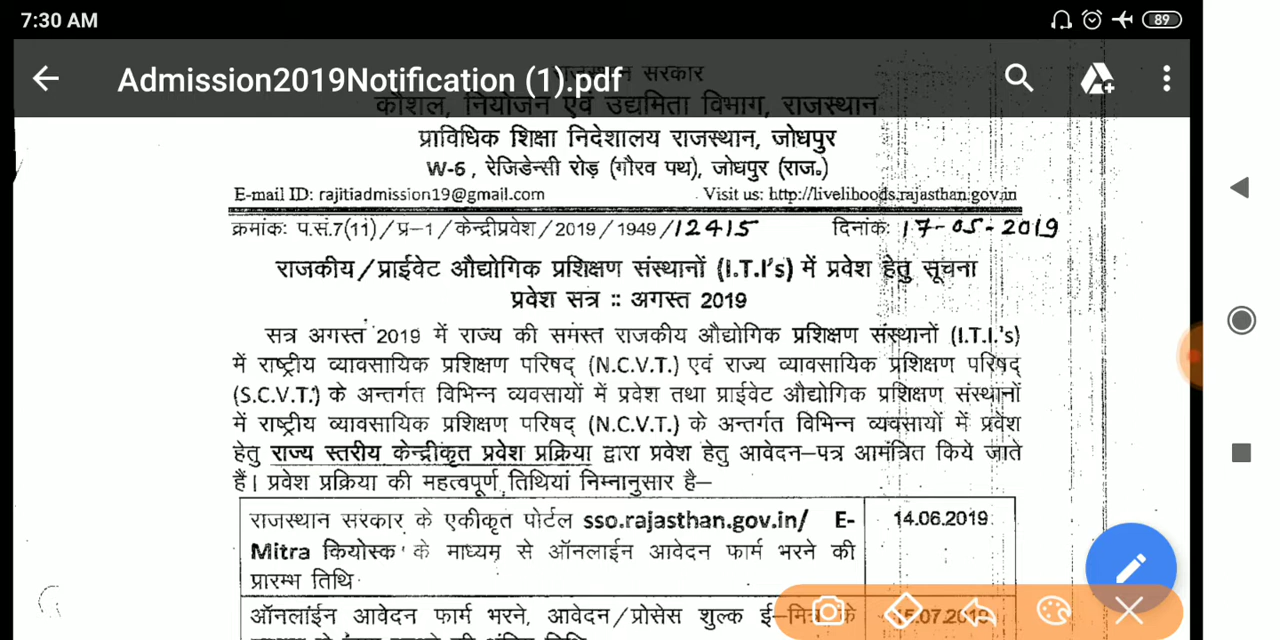 7:30 AM
89
Admission2019Notification (1).pdf
राजस्थान सरकार
कौशल, नियोजन एवं उद्यमिता विभाग, राजस्थान
प्राविधिक शिक्षा निदेशालय राजस्थान, जोधपुर
W-6 , रेजिडेन्सी रोड़ (गौरव पथ), जोधपुर (राज०)
E-mail ID: rajitiadmission19@gmail.com Visit us: http://livelihoods.rajasthan.gov.in
क्रमांकः प.सं.7(11)/प्र-1/केन्द्रीप्रवेश/2019/1949/12415 दिनांकः 17-05-2019
राजकीय/प्राईवेट औद्योगिक प्रशिक्षण संस्थानों (I.T.I's) में प्रवेश हेतु सूचना
प्रवेश सत्र :: अगस्त 2019
सत्र अगस्त 2019 में राज्य की समस्त राजकीय औद्योगिक प्रशिक्षण संस्थानों (I.T.I.'s)
में राष्ट्रीय व्यावसायिक प्रशिक्षण परिषद् (N.C.V.T.) एवं राज्य व्यावसायिक प्रशिक्षण परिषद्
(S.C.V.T.) के अन्तर्गत विभिन्न व्यवसायों में प्रवेश तथा प्राईवेट औद्योगिक प्रशिक्षण संस्थानों
में राष्ट्रीय व्यावसायिक प्रशिक्षण परिषद् (N.C.V.T.) के अन्तर्गत विभिन्न व्यवसायों में प्रवेश
हेतु राज्य स्तरीय केन्द्रीकृत प्रवेश प्रक्रिया द्वारा प्रवेश हेतु आवेदन-पत्र आमंत्रित किये जाते
हैं। प्रवेश प्रक्रिया की महत्वपूर्ण तिथियां निम्नानुसार है-
राजस्थान सरकार के एकीकृत पोर्टल sso.rajasthan.gov.in/ E- 14.06.2019
Mitra कियोस्क के माध्यम से ऑनलाईन आवेदन फार्म भरने की
प्रारम्भ तिथि
ऑनलांईन आवेदन फार्म भरने, आवेदन/प्रोसेस शुल्क ई-मित्र के 15.07.2019